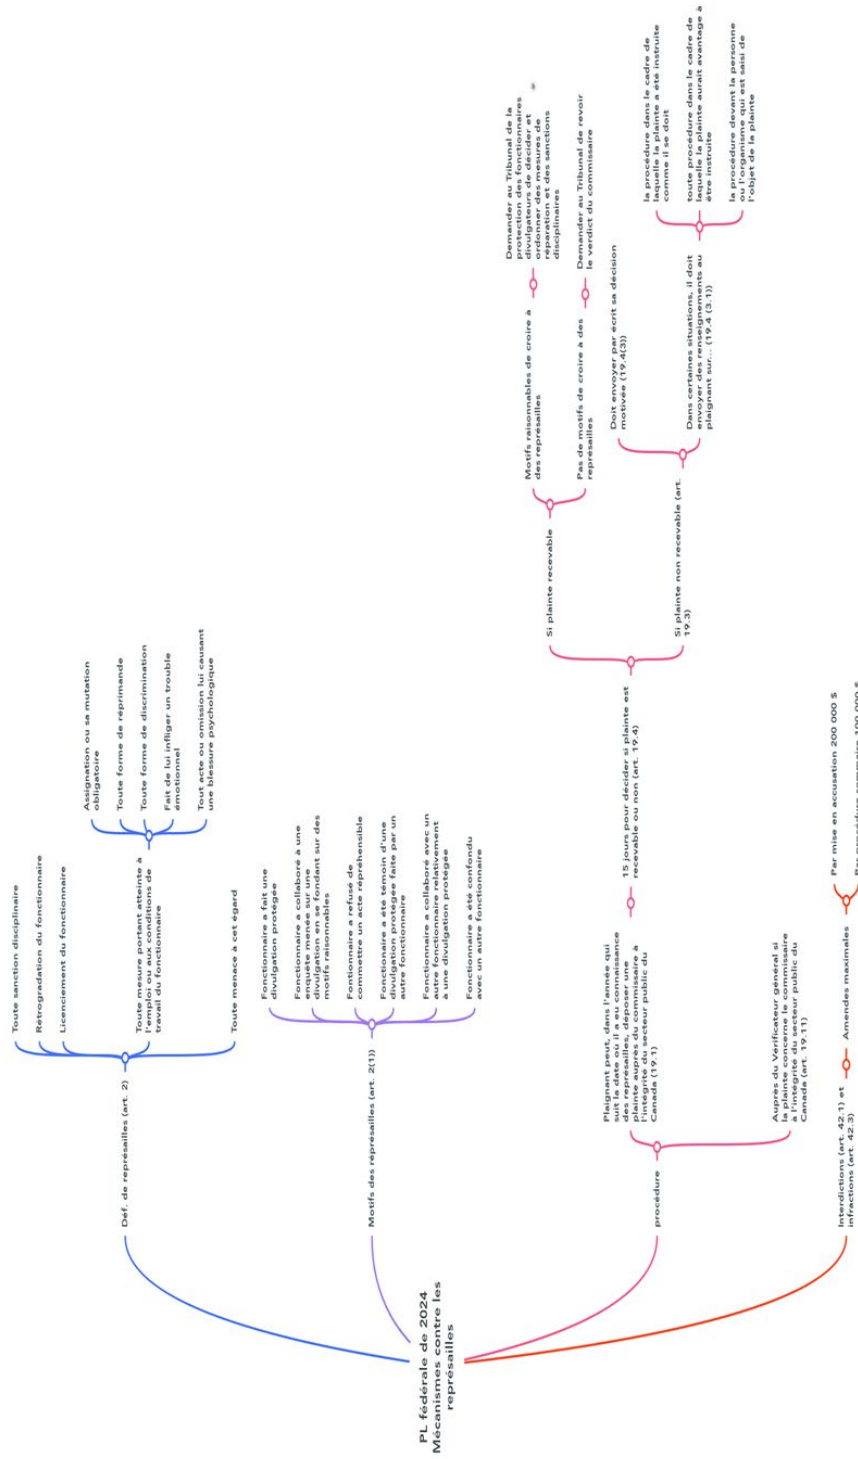 PL fédérale de 2024
Mécanismes contre les
représailles
Déf. de représailles (art. 2)
Toute sanction disciplinaire
Rétrogradation du fonctionnaire
Licenciement du fonctionnaire
Toute mesure portant atteinte à
l'emploi ou aux conditions de
travail du fonctionnaire
Assignation ou sa mutation
obligatoire
Toute forme de réprimande
Toute forme de discrimination
Fait de lui infliger un trouble
émotionnel
Tout acte ou omission lui causant
une blessure psychologique
Toute menace à cet égard
Motifs des représailles (art. 2(1))
Fonctionnaire a fait une
divulgation protégée
Fonctionnaire a collaboré à une
enquête menée sur une
divulgation en se fondant sur des
motifs raisonnables
Fontionnaire a refusé de
commettre un acte répréhensible
Fonctionaire a été témoin d'une
divulgation protégée faite par un
autre fonctionnaire
Fonctionnaire a collaboré avec un
autre fonctionnaire relativement
à une divulgation protégée
Fonctionnaire a été confondu
avec un autre fonctionnaire
procédure
Plaignant peut, dans l'année qui
suit la date où il a eu connaissance
des représailles, déposer une
plainte auprès du commissaire à
l'intégrité du secteur public du
Canada (19.1)
15 jours pour décider si plainte est
recevable ou non (art. 19.4)
Si plainte recevable
Motifs raisonnables de croire à
des représailles
Demander au Tribunal de la
protection des fonctionnaires
divulgateurs de décider et
ordonner des mesures de
réparation et des sanctions
disciplinaires
Pas de motifs de croire à des
représailles
Demander au Tribunal de revoir
le verdict du commissaire
Si plainte non recevable (art.
19.3)
Doit envoyer par écrit sa décision
motivée (19.4(3))
Dans certaines situations, il doit
envoyer des renseignements au
plaignant sur... (19.4 (3.1))
la procédure dans le cadre de
laquelle la plainte a été instruite
comme il se doit
toute procédure dans le cadre de
laquelle la plainte aurait avantage à
être instruite
la procédure devant la personne
ou l'organisme qui est saisi de
l'objet de la plainte
Auprès du Vérificateur général si
la plainte concerne le commissaire
à l'intégrité du secteur public du
Canada (art. 19.11)
Interdictions (art. 42.1) et
infractions (art. 42.3)
Amendes maximales
Par mise en accusation 200 000 $
Par procédure sommaire 100 000 $